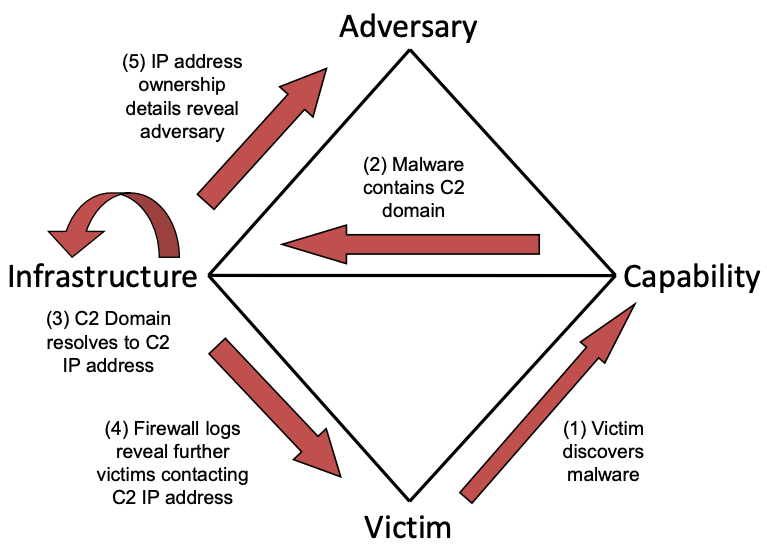 Adversary
(5) IP address
ownership
details reveal
adversary
(2) Malware
contains C2
domain
Infrastructure
Capability
(3) C2 Domain
resolves to C2
IP address
(4) Firewall logs
reveal further
victims contacting
C2 IP address
(1) Victim
discovers
malware
Victim